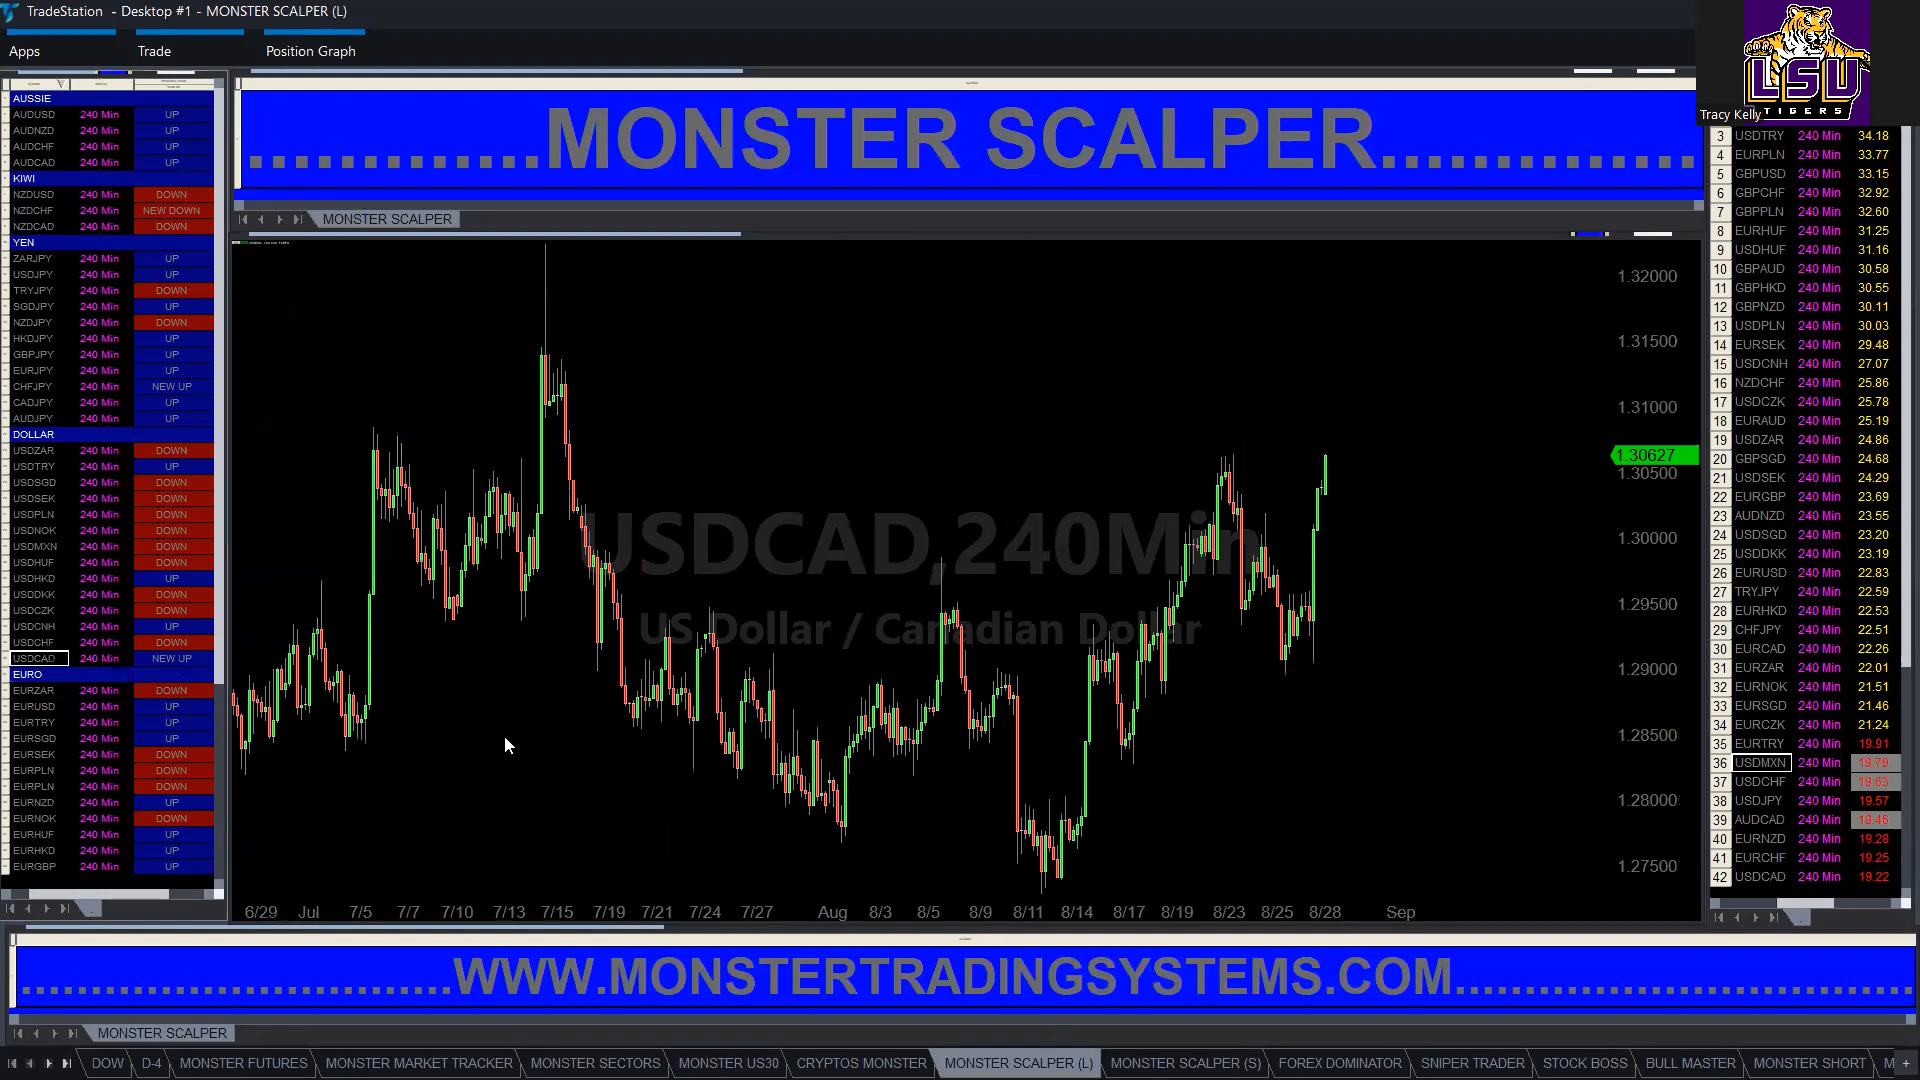 TradeStation - Desktop #1 - MONSTER SCALPER (L)
Apps
Trade
Position Graph
LSU
TIGERS
Tracy Kelly
AUSSIE
AUDUSD 240 Min UP
AUDNZD 240 Min UP
AUDCHF 240 Min UP
AUDCAD 240 Min UP
KIWI
NZDUSD 240 Min DOWN
NZDCHF 240 Min NEW DOWN
NZDCAD 240 Min DOWN
YEN
ZARJPY 240 Min UP
USDJPY 240 Min UP
TRYJPY 240 Min DOWN
SGDJPY 240 Min UP
NZDJPY 240 Min DOWN
HKDJPY 240 Min UP
GBPJPY 240 Min UP
EURJPY 240 Min UP
CHFJPY 240 Min NEW UP
CADJPY 240 Min UP
AUDJPY 240 Min UP
DOLLAR
USDZAR 240 Min DOWN
USDTRY 240 Min UP
USDSGD 240 Min DOWN
USDSEK 240 Min DOWN
USDPLN 240 Min DOWN
USDNOK 240 Min DOWN
USDMXN 240 Min DOWN
USDHUF 240 Min DOWN
USDHKD 240 Min UP
USDDKK 240 Min DOWN
USDCZK 240 Min DOWN
USDCNH 240 Min UP
USDCHF 240 Min DOWN
USDCAD 240 Min NEW UP
EURO
EURZAR 240 Min DOWN
EURUSD 240 Min UP
EURTRY 240 Min UP
EURSGD 240 Min UP
EURSEK 240 Min DOWN
EURPLN 240 Min DOWN
EURPLN 240 Min DOWN
EURNZD 240 Min UP
EURNOK 240 Min DOWN
EURHUF 240 Min UP
EURHKD 240 Min UP
EURGBP 240 Min UP
.............MONSTER SCALPER..............
MONSTER SCALPER
USDCAD,240Min
US Dollar / Canadian Dollar
1.32000
1.31500
1.31000
1.30627
1.30500
1.30000
1.29500
1.29000
1.28500
1.28000
1.27500
6/29 Jul 7/5 7/7 7/10 7/13 7/15 7/19 7/21 7/24 7/27 Aug 8/3 8/5 8/9 8/11 8/14 8/17 8/19 8/23 8/25 8/28 Sep
3 USDTRY 240 Min 34.18
4 EURPLN 240 Min 33.77
5 GBPUSD 240 Min 33.15
6 GBPCHF 240 Min 32.92
7 GBPPLN 240 Min 32.60
8 EURHUF 240 Min 31.25
9 USDHUF 240 Min 31.16
10 GBPAUD 240 Min 30.58
11 GBPHKD 240 Min 30.55
12 GBPNZD 240 Min 30.11
13 USDPLN 240 Min 30.03
14 EURSEK 240 Min 29.48
15 USDCNH 240 Min 27.07
16 NZDCHF 240 Min 25.86
17 USDCZK 240 Min 25.78
18 EURAUD 240 Min 25.19
19 USDZAR 240 Min 24.86
20 GBPSGD 240 Min 24.68
21 USDSEK 240 Min 24.29
22 EURGBP 240 Min 23.69
23 AUDNZD 240 Min 23.55
24 USDSGD 240 Min 23.20
25 USDDKK 240 Min 23.19
26 EURUSD 240 Min 22.83
27 TRYJPY 240 Min 22.59
28 EURHKD 240 Min 22.53
29 CHFJPY 240 Min 22.51
30 EURCAD 240 Min 22.26
31 EURZAR 240 Min 22.01
32 EURNOK 240 Min 21.51
33 EURSGD 240 Min 21.46
34 EURCZK 240 Min 21.24
35 EURTRY 240 Min 19.91
36 USDMXN 240 Min 19.79
37 USDCHF 240 Min 19.63
38 USDJPY 240 Min 19.57
39 AUDCAD 240 Min 19.46
40 EURNZD 240 Min 19.28
41 EURCHF 240 Min 19.25
42 USDCAD 240 Min 19.22
..............................WWW.MONSTERTRADINGSYSTEMS.COM................................
MONSTER SCALPER
DOW D-4 MONSTER FUTURES MONSTER MARKET TRACKER MONSTER SECTORS MONSTER US30 CRYPTOS MONSTER MONSTER SCALPER (L) MONSTER SCALPER (S) FOREX DOMINATOR SNIPER TRADER STOCK BOSS BULL MASTER MONSTER SHORT M +